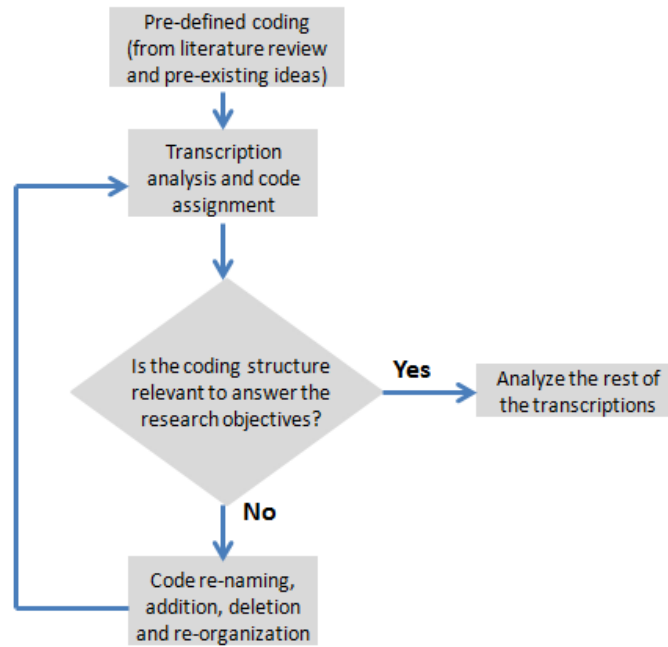 Pre-defined coding
(from literature review
and pre-existing ideas)
Transcription
analysis and code
assignment
Is the coding structure
relevant to answer the
research objectives?
Yes
Analyze the rest of
the transcriptions
No
Code re-naming,
addition, deletion
and re-organization